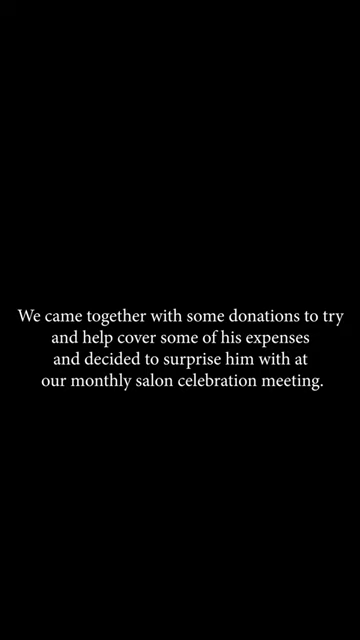 We came together with some donations to try
and help cover some of his expenses
and decided to surprise him with at
our monthly salon celebration meeting.